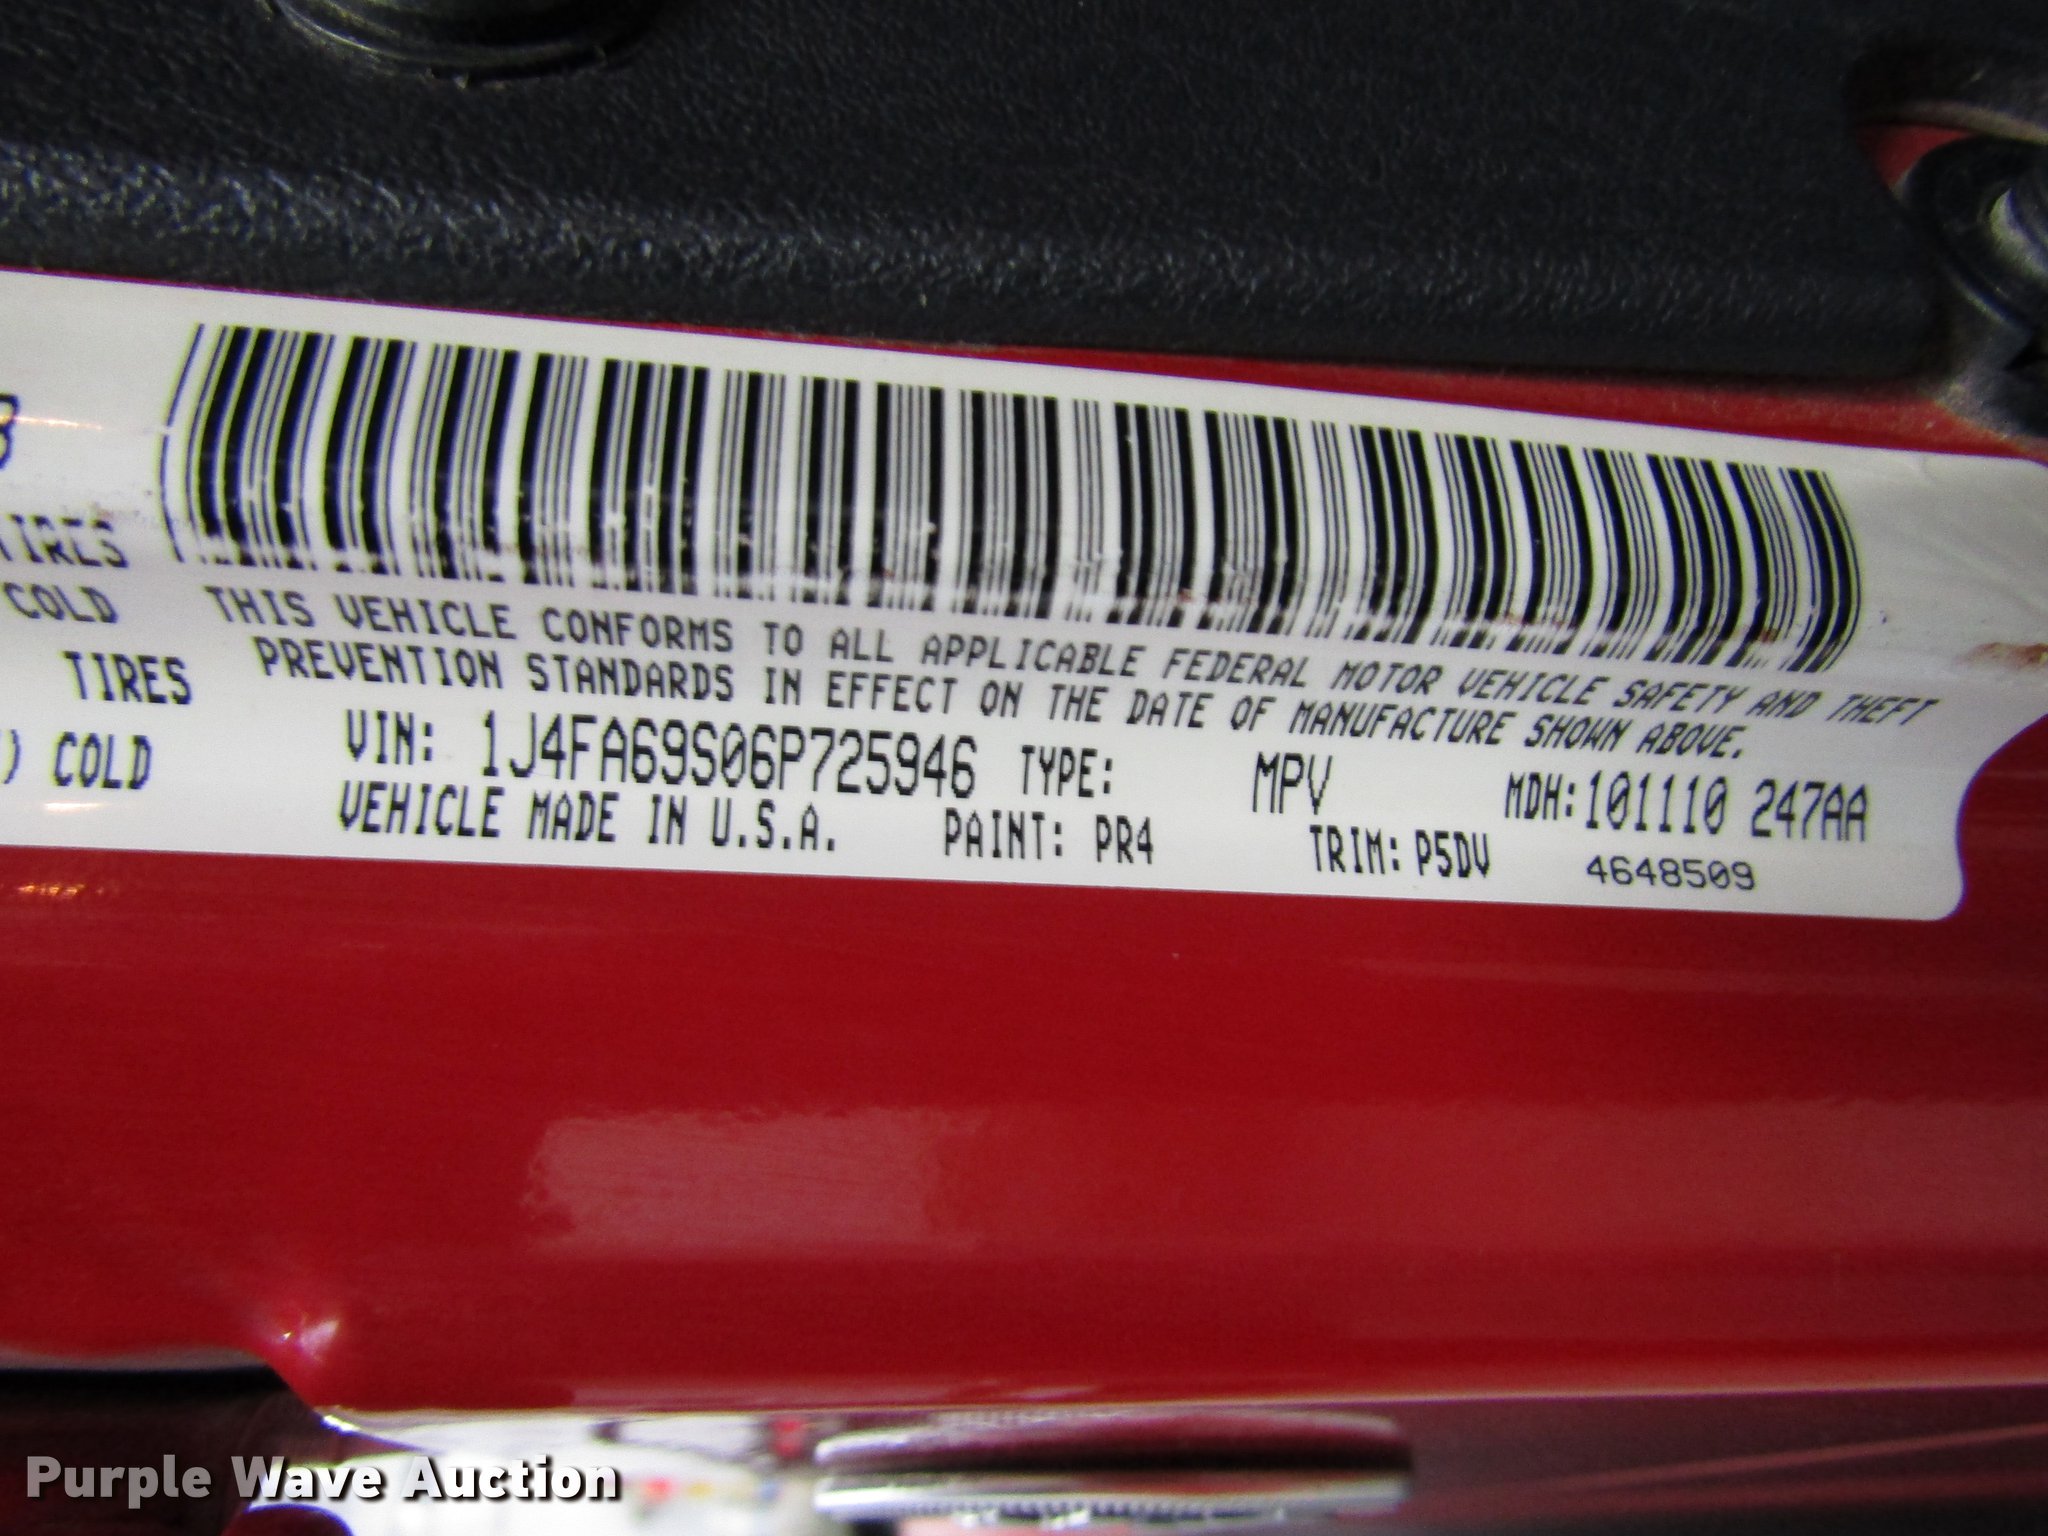 TIRES
COLD
THIS VEHICLE CONFORMS TO ALL APPLICABLE FEDERAL MOTOR VEHICLE SAFETY AND THEFT
TIRES
PREVENTION STANDARDS IN EFFECT ON THE DATE OF MANUFACTURE SHOWN ABOVE.
) COLD
VIN: 1J4FA69S06P725946 TYPE: MPV MDH:101110 247AA
VEHICLE MADE IN U.S.A. PAINT: PR4 TRIM: P5DV 4648509
Purple Wave Auction